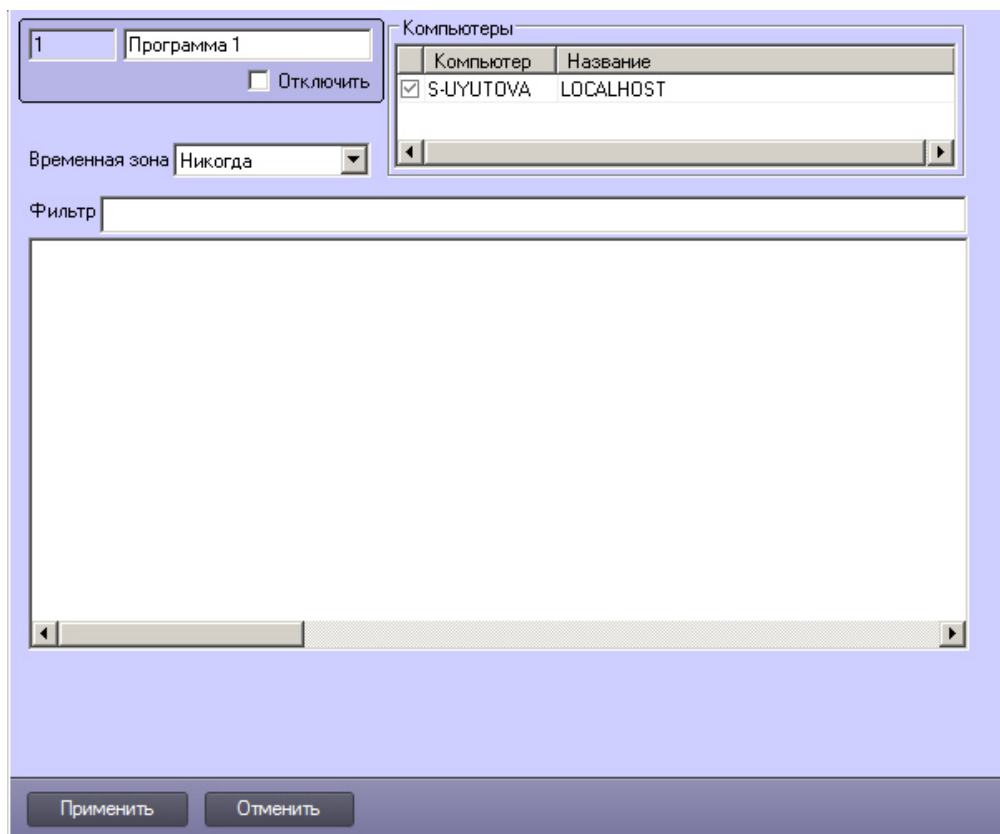 1 Программа 1
Отключить
Компьютеры
Компьютер Название
S-UYUTOVA LOCALHOST
Временная зона Никогда
Фильтр
Применить Отменить